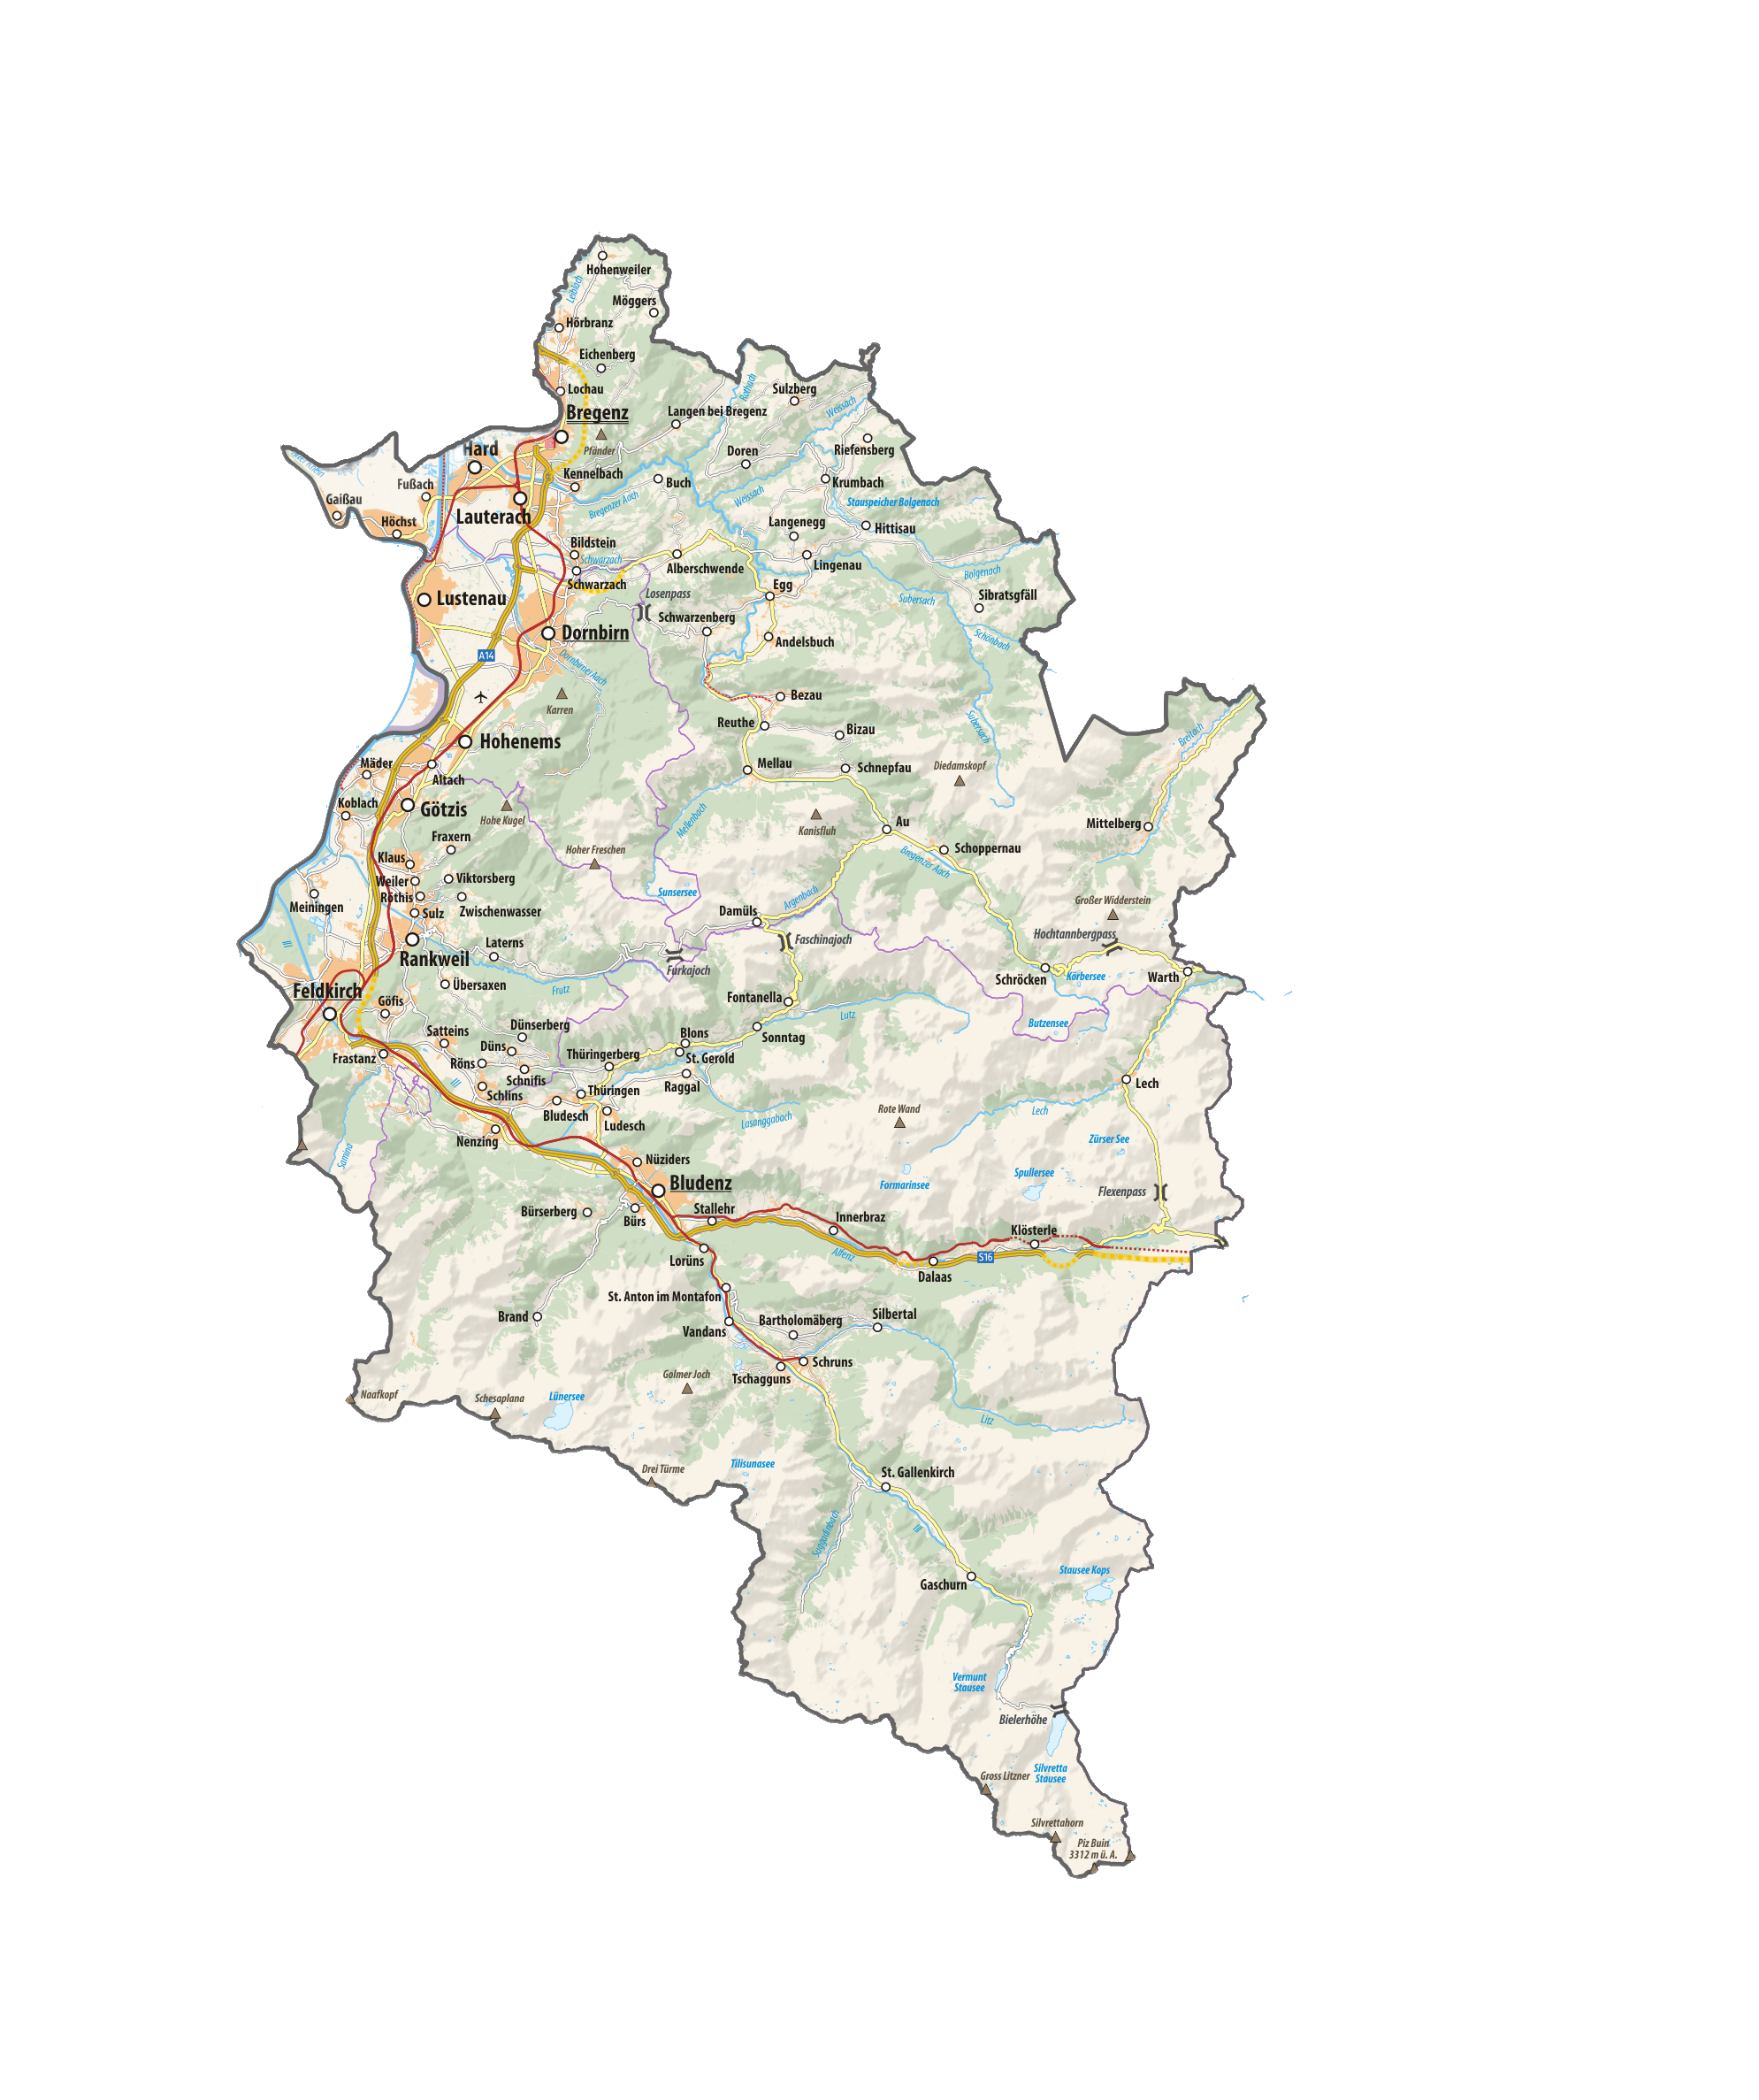 Hohenweiler
Leiblach
Möggers
Hörbranz
Eichenberg
Lochau
Rothach
Sulzberg
Weissach
Bregenz
Langen bei Bregenz
Pfänder
Hard
Doren
Riefensberg
Kennelbach
Buch
Krumbach
Fußach
Gaißau
Weissach
Bregenzer Aach
Stauspeicher Bolgenach
Höchst
Lauterach
Langenegg
Hittisau
Bildstein
Schwarzach
Schwarzach
Alberschwende
Lingenau
Bolgenach
Egg
Losenpass
Lustenau
Subersach
Sibratsgfäll
Schwarzenberg
Dornbirn
Andelsbuch
Schönbach
A14
Dornbirner Aach
Bezau
Karren
Reuthe
Bizau
Subersach
Breitach
Hohenems
Mäder
Altach
Mellau
Schnepfau
Diedamskopf
Koblach
Götzis
Hohe Kugel
Mellenbach
Kanisfluh
Au
Mittelberg
Fraxern
Hoher Freschen
Schoppernau
Klaus
Bregenzer Aach
Weiler
Viktorsberg
Röthis
Sunsersee
Argenbach
Großer Widderstein
Meiningen
Sulz
Zwischenwasser
Damüls
Ill
Laterns
Faschinajoch
Hochtannbergpass
Rankweil
Furkajoch
Schröcken
Körbersee
Warth
Feldkirch
Übersaxen
Frutz
Göfis
Fontanella
Lutz
Butzensee
Satteins
Dünserberg
Blons
Sonntag
Düns
Frastanz
Röns
Thüringerberg
St. Gerold
Schnifis
Raggal
Lech
Ill
Schlins
Thüringen
Bludesch
Ludesch
Lasanggabach
Rote Wand
Lech
Nenzing
Zürser See
Samina
Nüziders
Spullersee
Formarinsee
Bludenz
Flexenpass
Bürserberg
Bürs
Stallehr
Innerbraz
Klösterle
Lorüns
Alfenz
S16
Dalaas
St. Anton im Montafon
Brand
Bartholomäberg
Silbertal
Vandans
Schruns
Tschagguns
Golmer Joch
Naafkopf
Schesaplana
Lünersee
Litz
Drei Türme
Tilisunasee
St. Gallenkirch
Suggadinbach
Ill
Stausee Kops
Gaschurn
Vermunt
Stausee
Bielerhöhe
Silvretta
Stausee
Gross Litzner
Silvrettahorn
Piz Buin
3312 m ü. A.